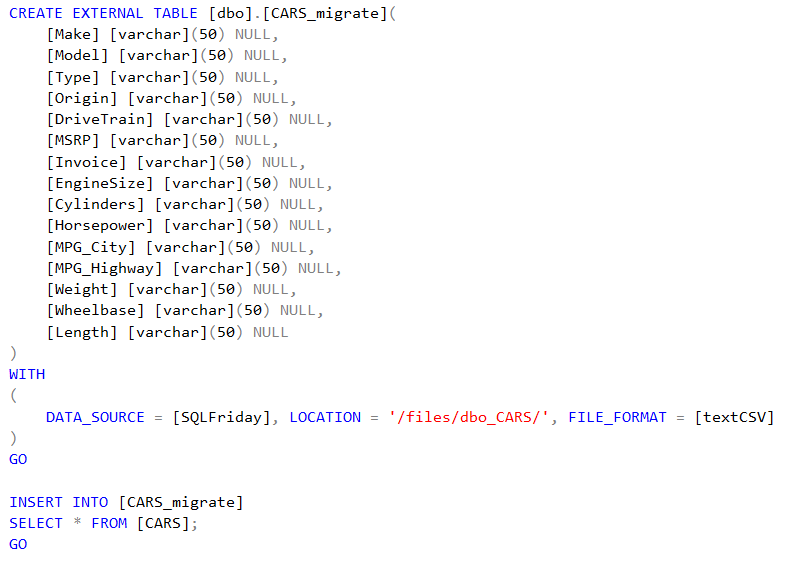 CREATE EXTERNAL TABLE [dbo].[CARS_migrate](
    [Make] [varchar](50) NULL,
    [Model] [varchar](50) NULL,
    [Type] [varchar](50) NULL,
    [Origin] [varchar](50) NULL,
    [DriveTrain] [varchar](50) NULL,
    [MSRP] [varchar](50) NULL,
    [Invoice] [varchar](50) NULL,
    [EngineSize] [varchar](50) NULL,
    [Cylinders] [varchar](50) NULL,
    [Horsepower] [varchar](50) NULL,
    [MPG_City] [varchar](50) NULL,
    [MPG_Highway] [varchar](50) NULL,
    [Weight] [varchar](50) NULL,
    [Wheelbase] [varchar](50) NULL,
    [Length] [varchar](50) NULL
)
WITH
(
    DATA_SOURCE = [SQLFriday], LOCATION = '/files/dbo_CARS/', FILE_FORMAT = [textCSV]
)
GO

INSERT INTO [CARS_migrate]
SELECT * FROM [CARS];
GO